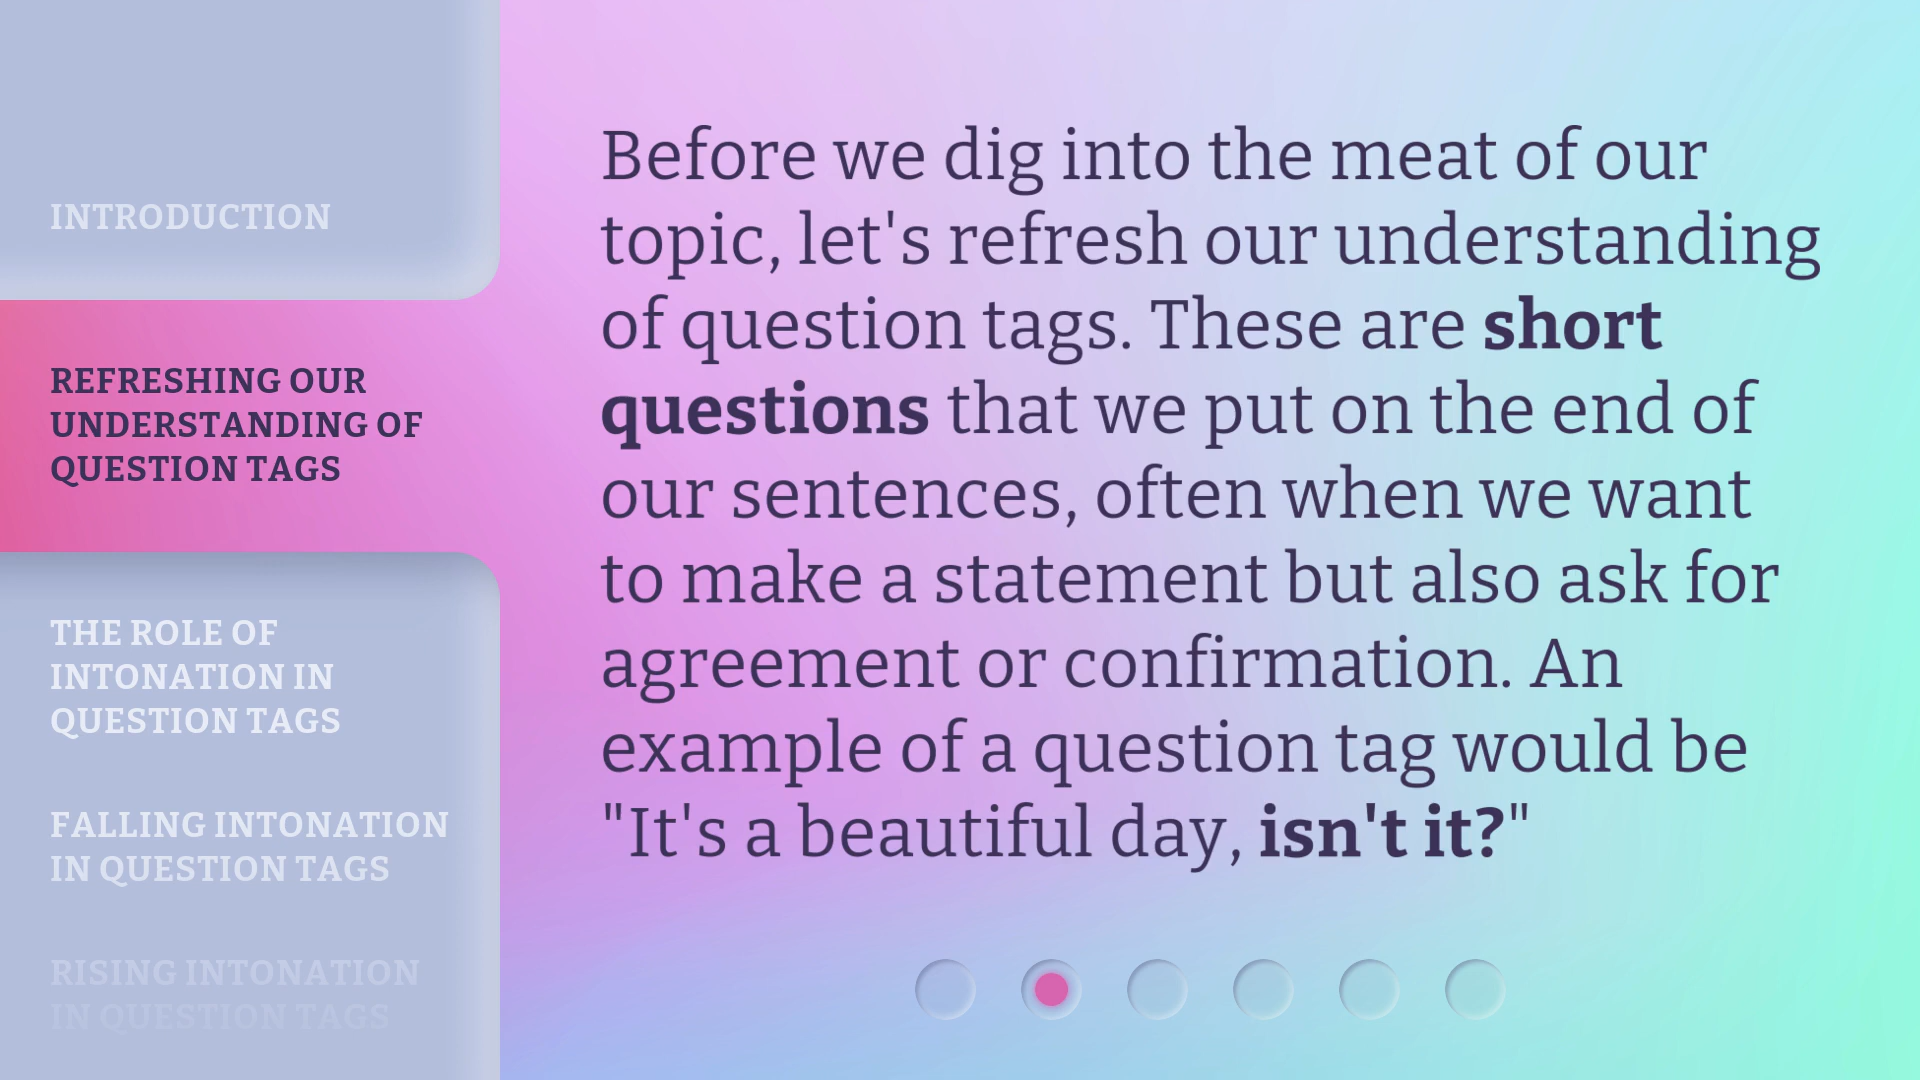 INTRODUCTION
REFRESHING OUR
UNDERSTANDING OF
QUESTION TAGS
THE ROLE OF
INTONATION IN
QUESTION TAGS
FALLING INTONATION
IN QUESTION TAGS
RISING INTONATION
IN QUESTION TAGS
Before we dig into the meat of our
topic, let's refresh our understanding
of question tags. These are short
questions that we put on the end of
our sentences, often when we want
to make a statement but also ask for
agreement or confirmation. An
example of a question tag would be
"It's a beautiful day, isn't it?"